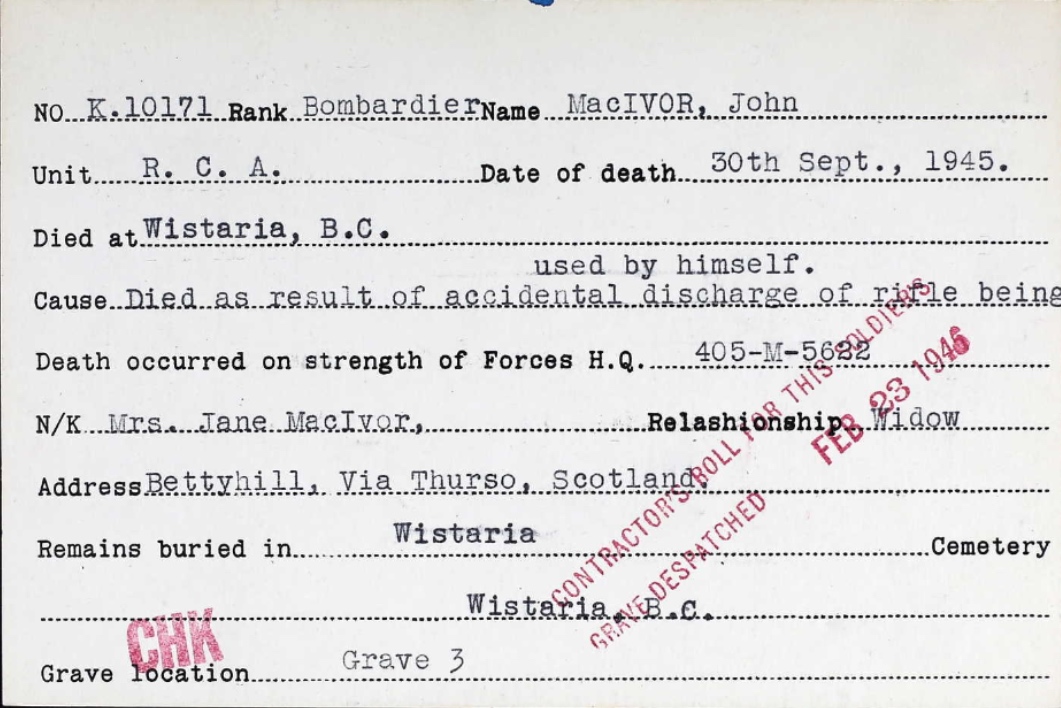 NO. K.10171 Rank Bombardier Name MacIVOR, John
Unit R. C. A. Date of death 30th Sept., 1945.
Died at Wistaria, B.C.
used by himself.
Cause Died as result of accidental discharge of rifle being
Death occurred on strength of Forces H.Q. 405-M-5622
N/K Mrs. Jane MacIvor, Relashionship Widow
Address Bettyhill, Via Thurso, Scotland.
Remains buried in Wistaria Cemetery
Wistaria, B.C.
Grave location Grave 3
CONTRACTOR'S ROLL FOR THIS SOLDIER'S
GRAVE DESPATCHED
FEB 23 1946
CHK